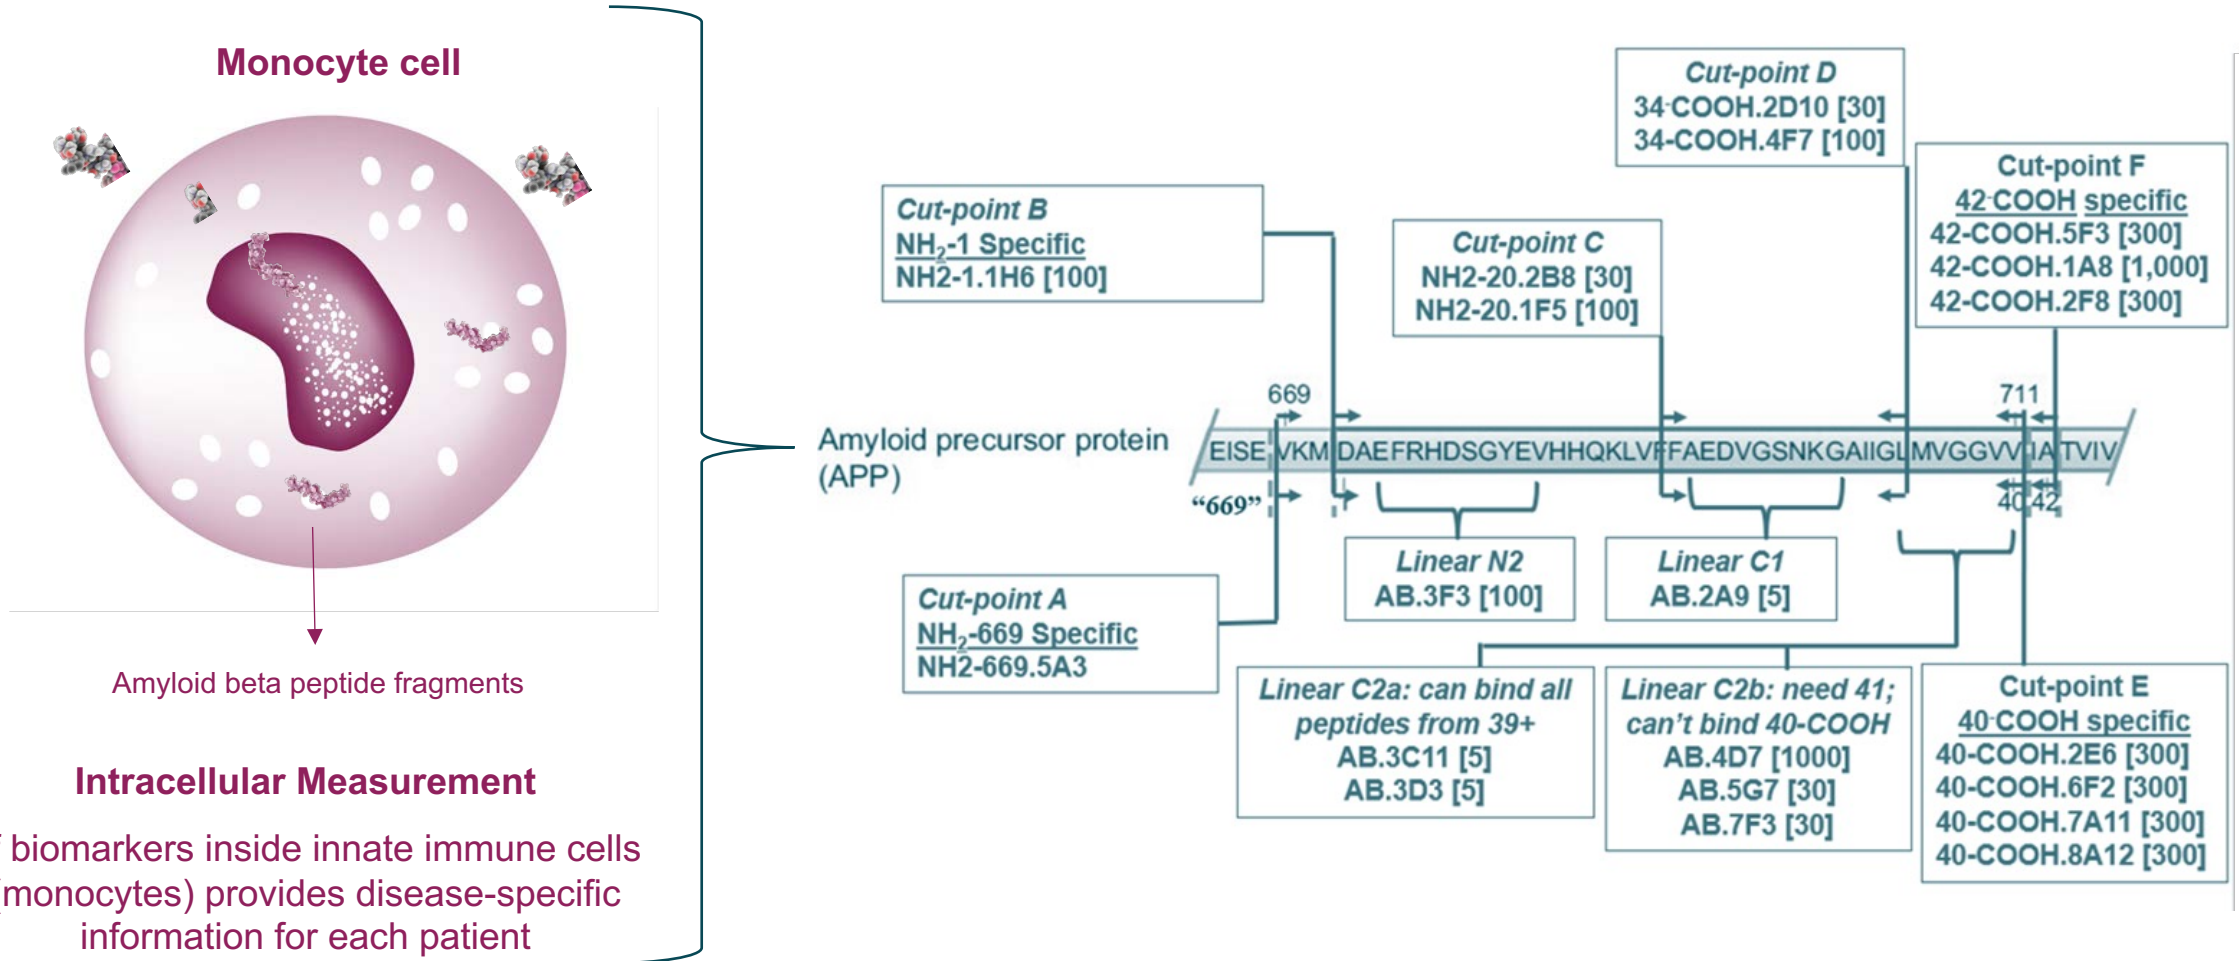 Monocyte cell
Amyloid beta peptide fragments
Intracellular Measurement
biomarkers inside innate immune cells
(monocytes) provides disease-specific
information for each patient
Cut-point B
NH2-1 Specific
NH2-1.1H6 [100]
Cut-point C
NH2-20.2B8 [30]
NH2-20.1F5 [100]
Cut-point D
34-COOH.2D10 [30]
34-COOH.4F7 [100]
Cut-point F
42-COOH specific
42-COOH.5F3 [300]
42-COOH.1A8 [1,000]
42-COOH.2F8 [300]
669
711
Amyloid precursor protein
(APP)
EISE VKM DAEFRHDSGYEVHHQKLVFFAEDVGSNKGAIIGLMVGGVV IA TVIV
“669”
40 42
Linear N2
AB.3F3 [100]
Linear C1
AB.2A9 [5]
Cut-point A
NH2-669 Specific
NH2-669.5A3
Linear C2a: can bind all
peptides from 39+
AB.3C11 [5]
AB.3D3 [5]
Linear C2b: need 41;
can’t bind 40-COOH
AB.4D7 [1000]
AB.5G7 [30]
AB.7F3 [30]
Cut-point E
40-COOH specific
40-COOH.2E6 [300]
40-COOH.6F2 [300]
40-COOH.7A11 [300]
40-COOH.8A12 [300]